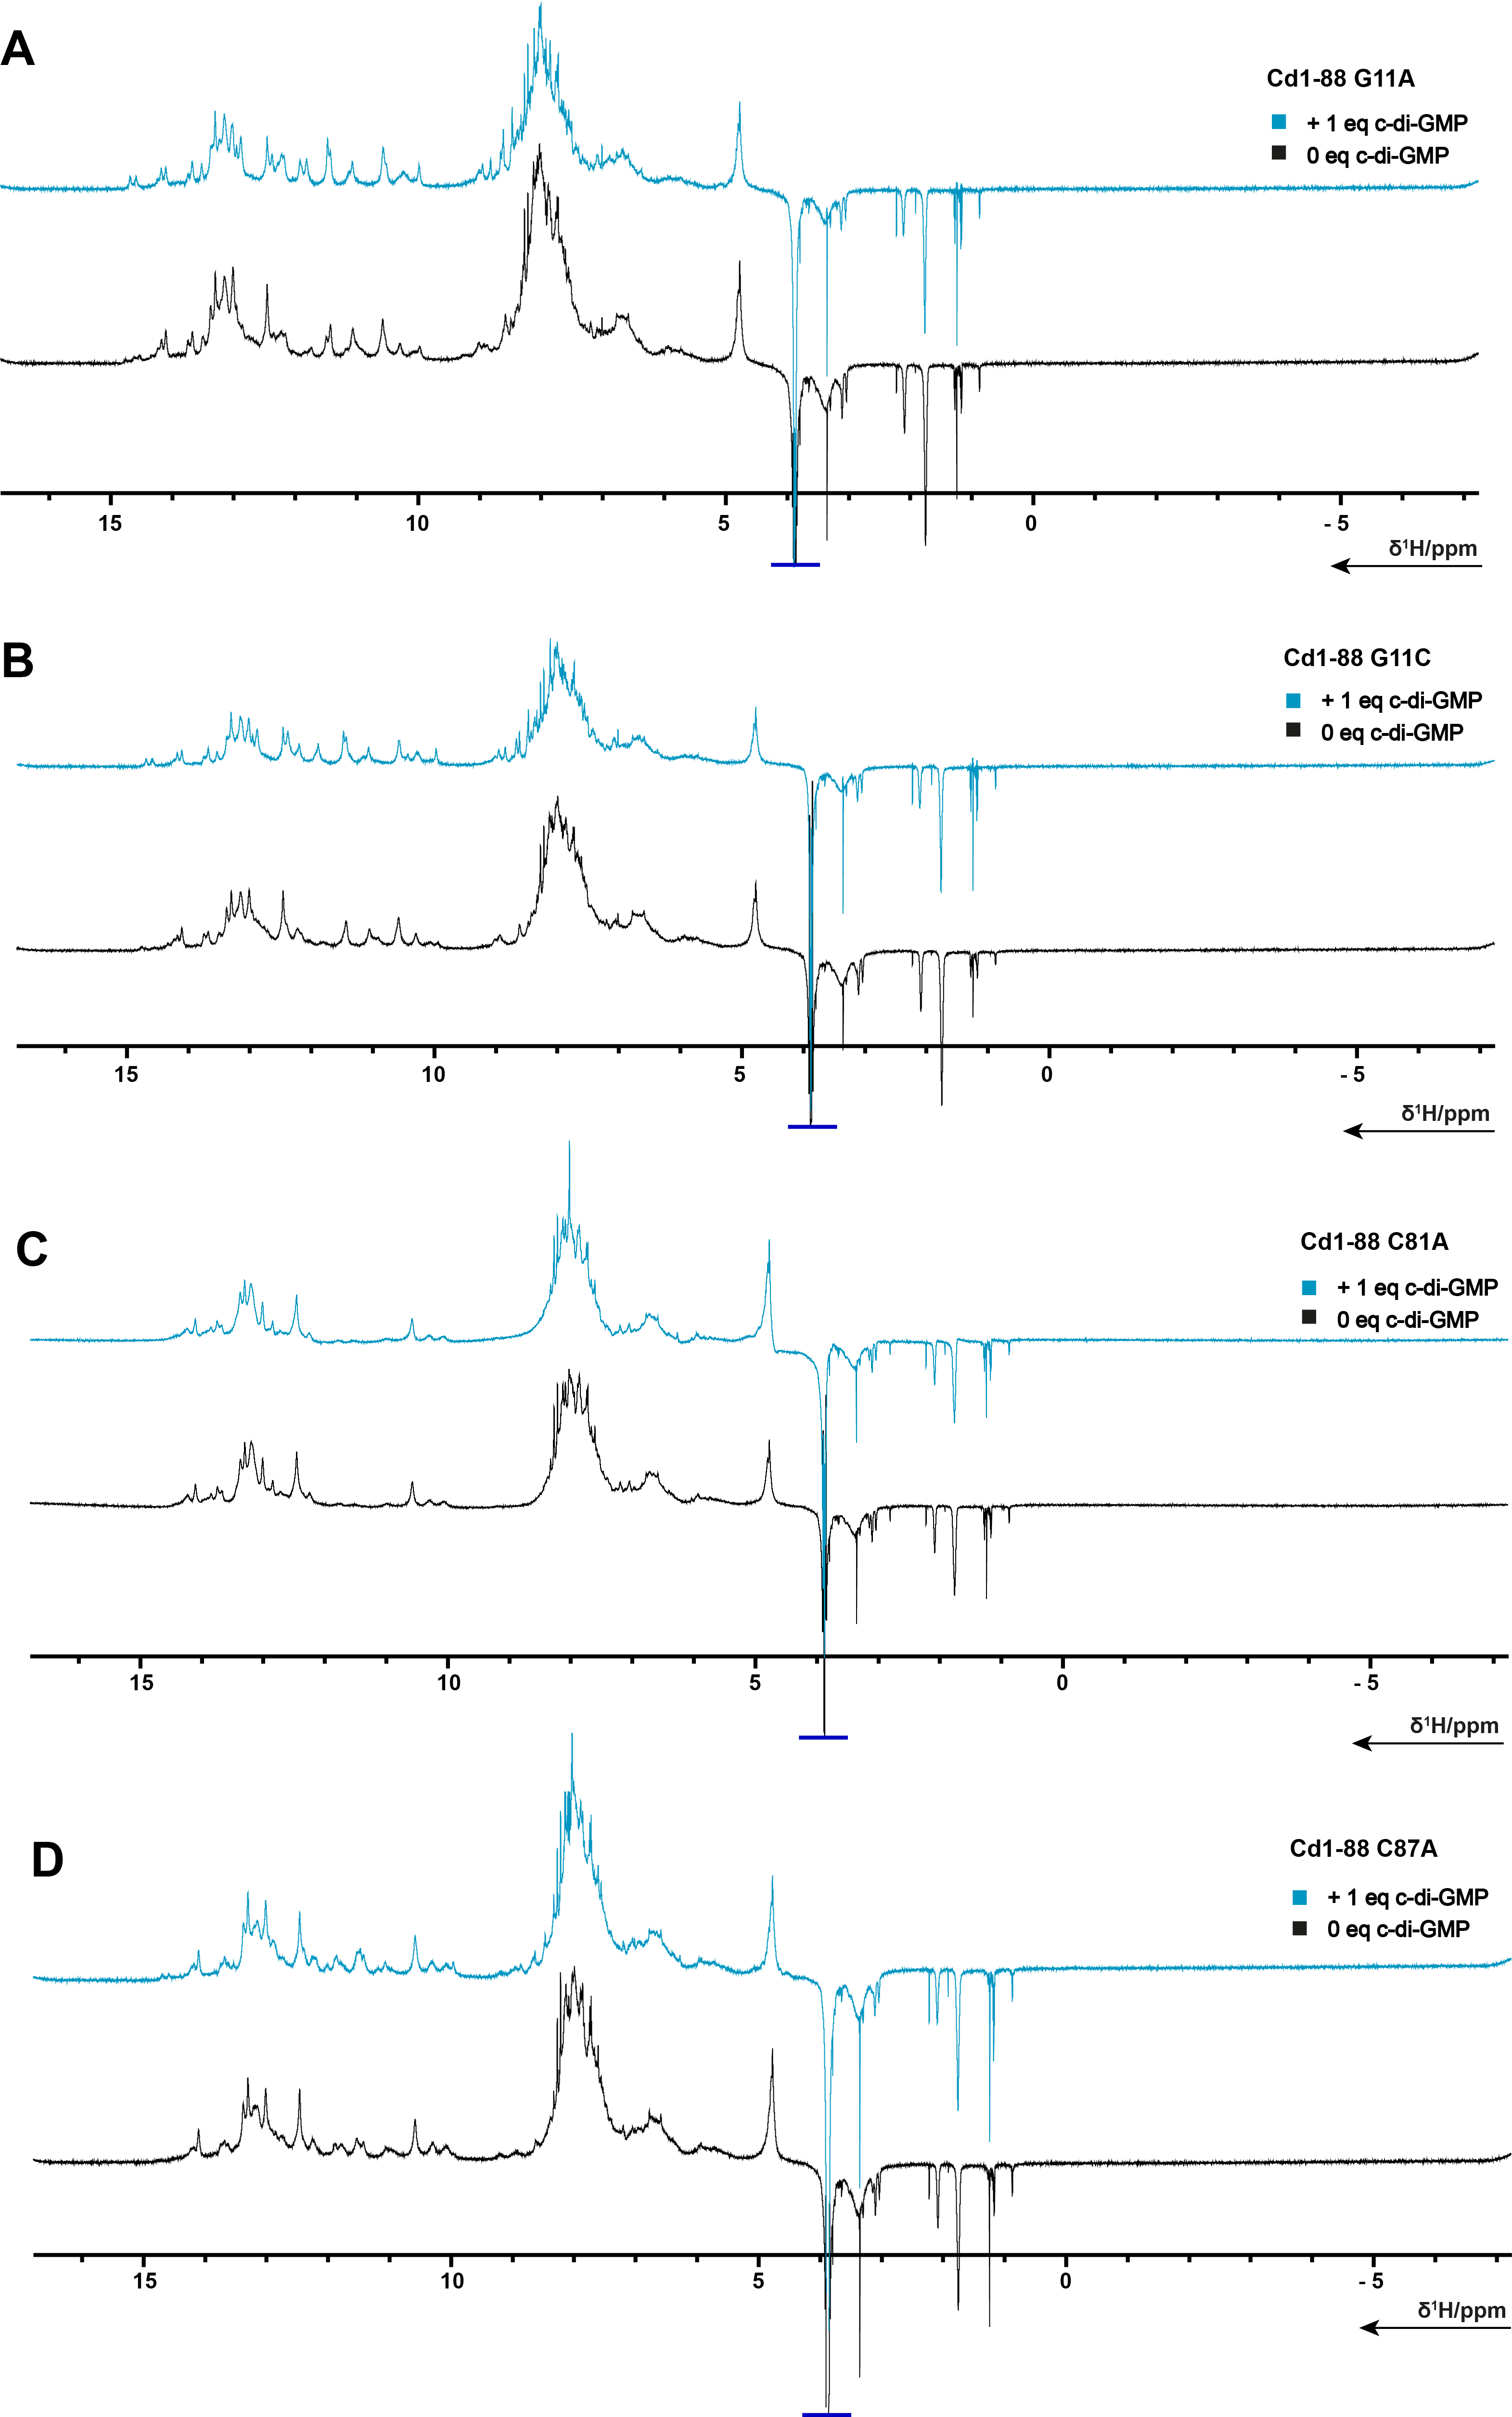 A
Cd1-88 G11A
+ 1 eq c-di-GMP
0 eq c-di-GMP
15 10 5 0 - 5
δ¹H/ppm
B
Cd1-88 G11C
+ 1 eq c-di-GMP
0 eq c-di-GMP
15 10 5 0 - 5
δ¹H/ppm
C
Cd1-88 C81A
+ 1 eq c-di-GMP
0 eq c-di-GMP
15 10 5 0 - 5
δ¹H/ppm
D
Cd1-88 C87A
+ 1 eq c-di-GMP
0 eq c-di-GMP
15 10 5 0 - 5
δ¹H/ppm